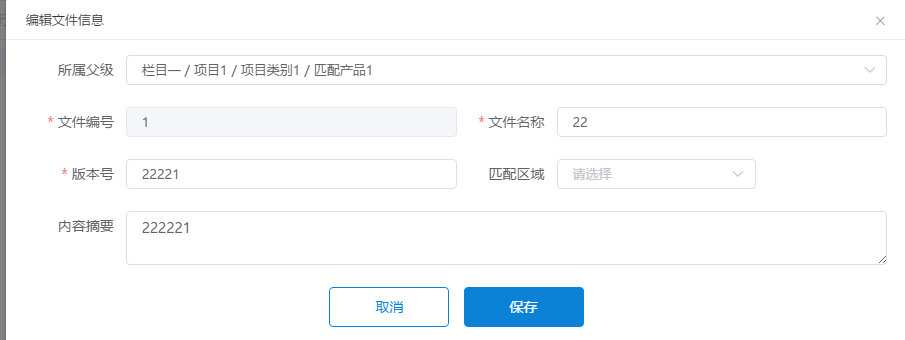 编辑文件信息
所属父级 栏目一 / 项目1 / 项目类别1 / 匹配产品1
* 文件编号 1 * 文件名称 22
* 版本号 22221 匹配区域 请选择
内容摘要 222221
取消 保存